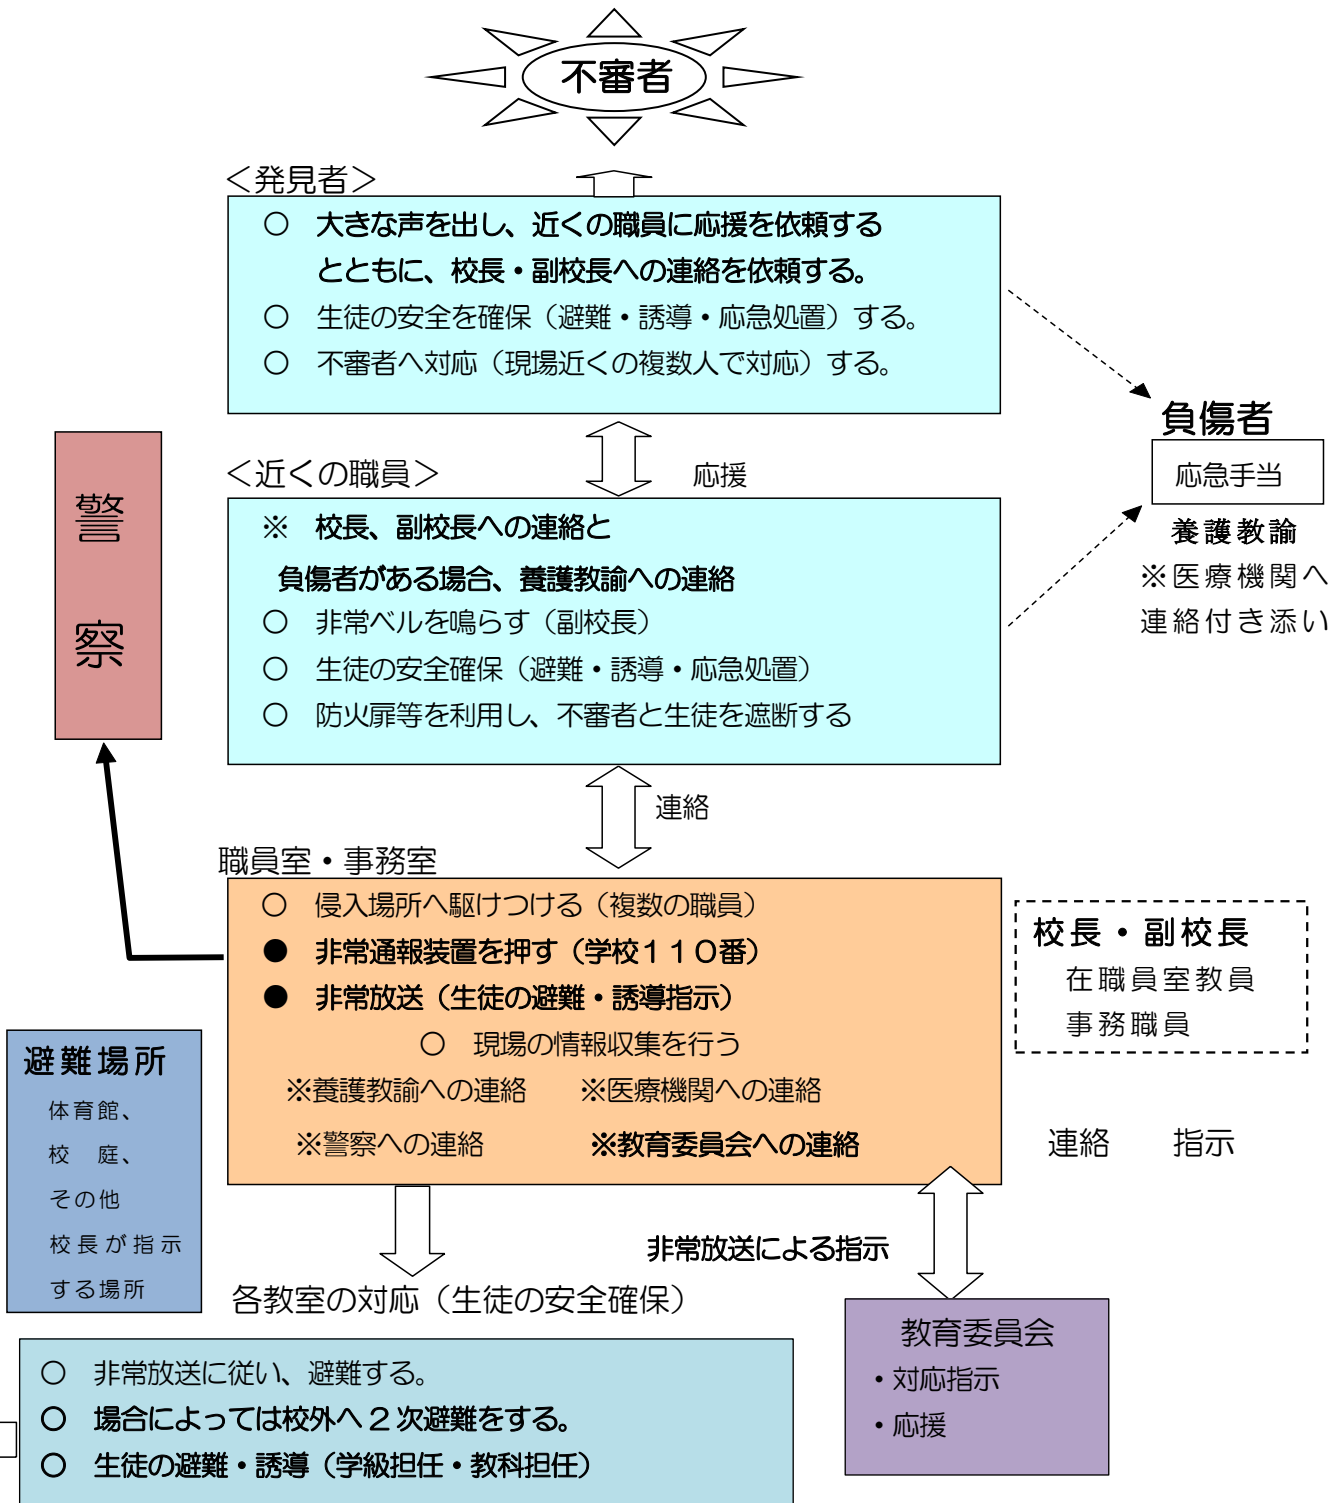 不審者
＜発見者＞
○　大きな声を出し、近くの職員に応援を依頼する
とともに、校長・副校長への連絡を依頼する。
○　生徒の安全を確保（避難・誘導・応急処置）する。
○　不審者へ対応（現場近くの複数人で対応）する。
負傷者
応急手当
養護教諭
※医療機関へ
連絡付き添い
警
察
＜近くの職員＞
応援
※　校長、副校長への連絡と
負傷者がある場合、養護教諭への連絡
○　非常ベルを鳴らす（副校長）
○　生徒の安全確保（避難・誘導・応急処置）
○　防火扉等を利用し、不審者と生徒を遮断する
連絡
職員室・事務室
○　侵入場所へ駆けつける（複数の職員）
●　非常通報装置を押す（学校１１０番）
●　非常放送（生徒の避難・誘導指示）
○　現場の情報収集を行う
※養護教諭への連絡　　※医療機関への連絡
※警察への連絡　　　　※教育委員会への連絡
校長・副校長
在職員室教員
事務職員
連絡　　指示
避難場所
体育館、
校　庭、
その他
校長が指示
する場所
非常放送による指示
各教室の対応（生徒の安全確保）
○　非常放送に従い、避難する。
○　場合によっては校外へ２次避難をする。
○　生徒の避難・誘導（学級担任・教科担任）
教育委員会
・対応指示
・応援